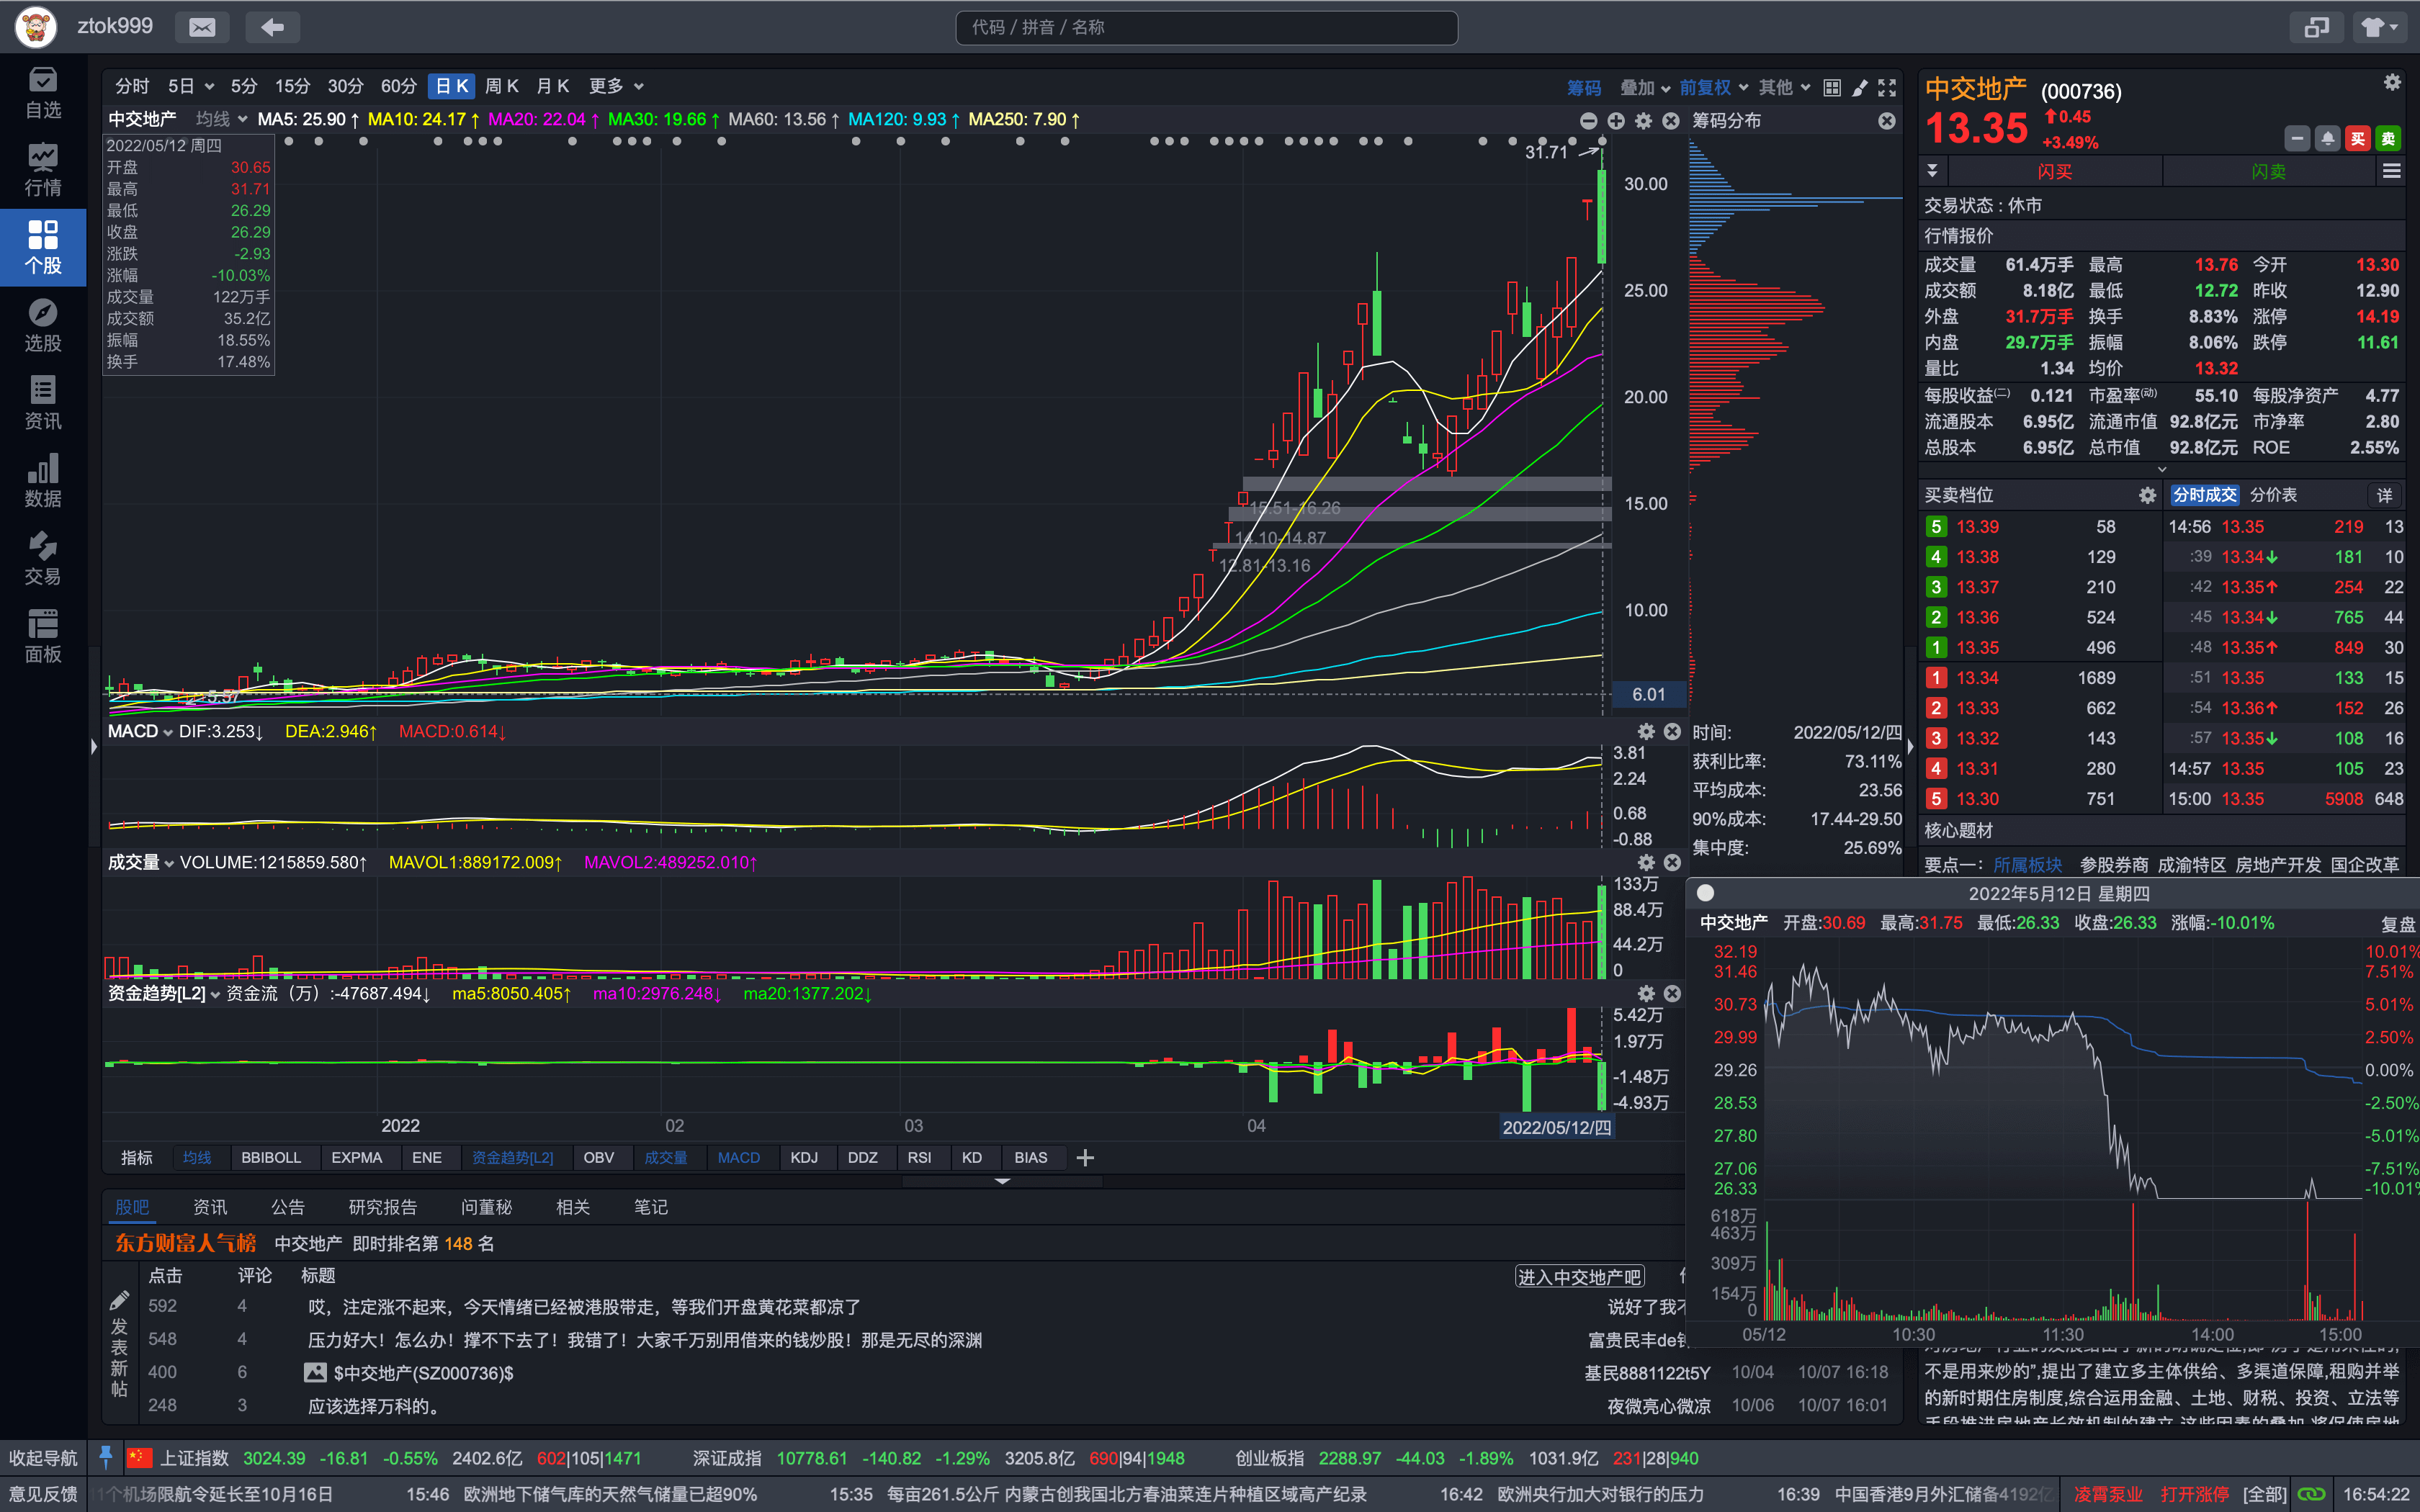 ztok999
代码 / 拼音 / 名称
自选
行情
个股
选股
资讯
数据
交易
面板
分时 5日 5分 15分 30分 60分 日K 周K 月K 更多
筹码 叠加 前复权 其他
中交地产 均线 MA5: 25.90↑ MA10: 24.17↑ MA20: 22.04↑ MA30: 19.66↑ MA60: 13.56↑ MA120: 9.93↑ MA250: 7.90↑
筹码分布
2022/05/12 周四
开盘 30.65
最高 31.71
最低 26.29
收盘 26.29
涨跌 -2.93
涨幅 -10.03%
成交量 122万手
成交额 35.2亿
振幅 18.55%
换手 17.48%
31.71
30.00
25.00
20.00
15.00
10.00
6.01
15.51-16.26
14.10-14.87
12.81-13.16
MACD DIF:3.253↓ DEA:2.946↑ MACD:0.614↓
3.81
2.24
0.68
-0.88
成交量 VOLUME:1215859.580↑ MAVOL1:889172.009↑ MAVOL2:489252.010↑
133万
88.4万
44.2万
0
资金趋势[L2] 资金流（万）:-47687.494↓ ma5:8050.405↑ ma10:2976.248↓ ma20:1377.202↓
5.42万
1.97万
-1.48万
-4.93万
2022 02 03 04 2022/05/12/四
指标 均线 BBIBOLL EXPMA ENE 资金趋势[L2] OBV 成交量 MACD KDJ DDZ RSI KD BIAS
时间: 2022/05/12/四
获利比率: 73.11%
平均成本: 23.56
90%成本: 17.44-29.50
集中度: 25.69%
股吧 资讯 公告 研究报告 问董秘 相关 笔记
东方财富人气榜 中交地产 即时排名第 148 名
点击 评论 标题 进入中交地产吧
发表新帖
592 4 哎，注定涨不起来，今天情绪已经被港股带走，等我们开盘黄花菜都凉了 说好了我不
548 4 压力好大！怎么办！撑不下去了！我错了！大家千万别用借来的钱炒股！那是无尽的深渊 富贵民丰de
400 6 $中交地产(SZ000736)$ 基民8881122t5Y 10/04 10/07 16:18
248 3 应该选择万科的。 夜微亮心微凉 10/06 10/07 16:01
中交地产 (000736)
13.35 ↑0.45
+3.49%
买 卖
闪买 闪卖
交易状态 : 休市
行情报价
成交量 61.4万手 最高 13.76 今开 13.30
成交额 8.18亿 最低 12.72 昨收 12.90
外盘 31.7万手 换手 8.83% 涨停 14.19
内盘 29.7万手 振幅 8.06% 跌停 11.61
量比 1.34 均价 13.32
每股收益(二) 0.121 市盈率(动) 55.10 每股净资产 4.77
流通股本 6.95亿 流通市值 92.8亿元 市净率 2.80
总股本 6.95亿 总市值 92.8亿元 ROE 2.55%
买卖档位 分时成交 分价表 详
5 13.39 58 14:56 13.35 219 13
4 13.38 129 :39 13.34↓ 181 10
3 13.37 210 :42 13.35↑ 254 22
2 13.36 524 :45 13.34↓ 765 44
1 13.35 496 :48 13.35↑ 849 30
1 13.34 1689 :51 13.35 133 15
2 13.33 662 :54 13.36↑ 152 26
3 13.32 143 :57 13.35↓ 108 16
4 13.31 280 14:57 13.35 105 23
5 13.30 751 15:00 13.35 5908 648
核心题材
要点一： 所属板块 参股券商 成渝特区 房地产开发 国企改革
2022年5月12日 星期四
中交地产 开盘:30.69 最高:31.75 最低:26.33 收盘:26.33 涨幅:-10.01% 复盘
32.19 10.01%
31.46 7.51%
30.73 5.01%
29.99 2.50%
29.26 0.00%
28.53 -2.50%
27.80 -5.01%
27.06 -7.51%
26.33 -10.01%
618万
463万
309万
154万
0
05/12 10:30 11:30 14:00 15:00
不是用来炒的",提出了建立多主体供给、多渠道保障,租购并举
的新时期住房制度,综合运用金融、土地、财税、投资、立法等
收起导航 上证指数 3024.39 -16.81 -0.55% 2402.6亿 602|105|1471 深证成指 10778.61 -140.82 -1.29% 3205.8亿 690|94|1948 创业板指 2288.97 -44.03 -1.89% 1031.9亿 231|28|940
意见反馈 11个机场限航令延长至10月16日 15:46 欧洲地下储气库的天然气储量已超90% 15:35 每亩261.5公斤 内蒙古创我国北方春油菜连片种植区域高产纪录 16:42 欧洲央行加大对银行的压力 16:39 中国香港9月外汇储备4192亿 凌霄泵业 打开涨停 [全部] 16:54:22